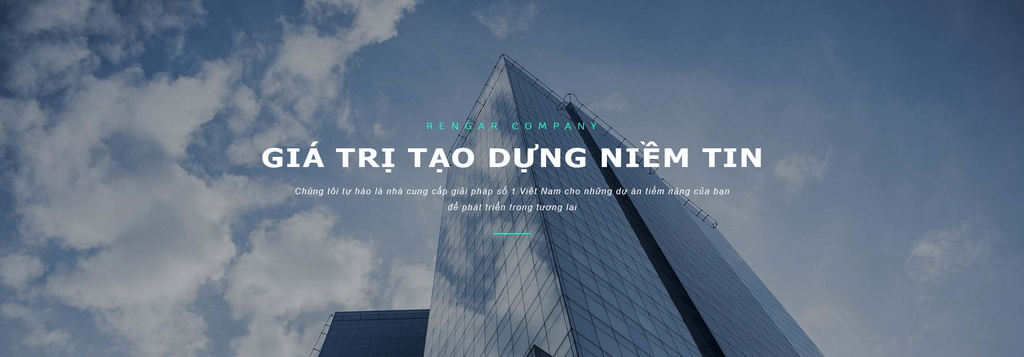 RENGAR COMPANY
GIÁ TRỊ TẠO DỰNG NIỀM TIN
Chúng tôi tự hào là nhà cung cấp giải pháp số 1 Việt Nam cho những dự án tiềm năng của bạn
để phát triển trong tương lai